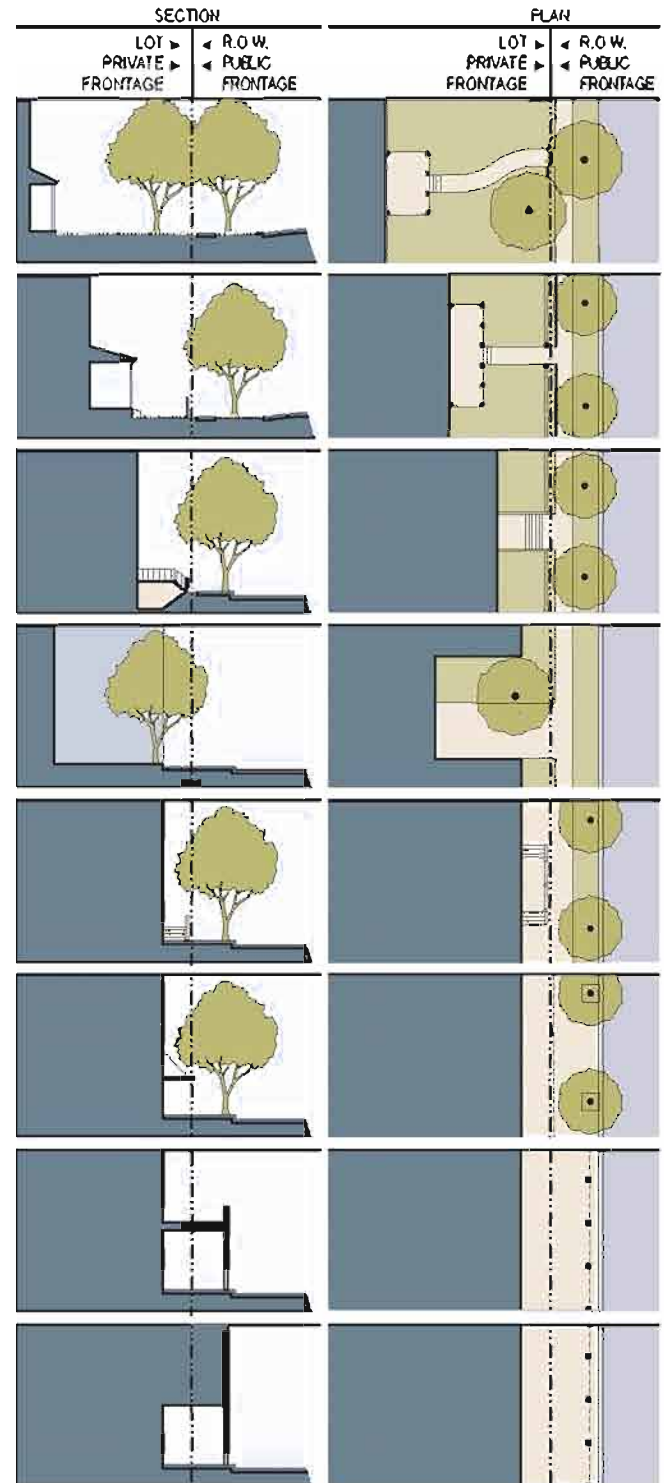 SECTION
LOT ► ◄ R.O.W.
PRIVATE ► ◄ PUBLIC
FRONTAGE FRONTAGE
PLAN
LOT ► ◄ R.O.W.
PRIVATE ► ◄ PUBLIC
FRONTAGE FRONTAGE